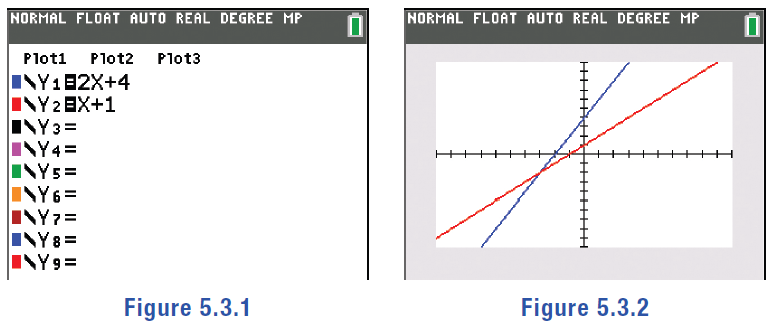 NORMAL FLOAT AUTO REAL DEGREE MP
Plot1 Plot2 Plot3
\Y1=2X+4
\Y2=X+1
\Y3=
\Y4=
\Y5=
\Y6=
\Y7=
\Y8=
\Y9=
Figure 5.3.1
NORMAL FLOAT AUTO REAL DEGREE MP
Figure 5.3.2